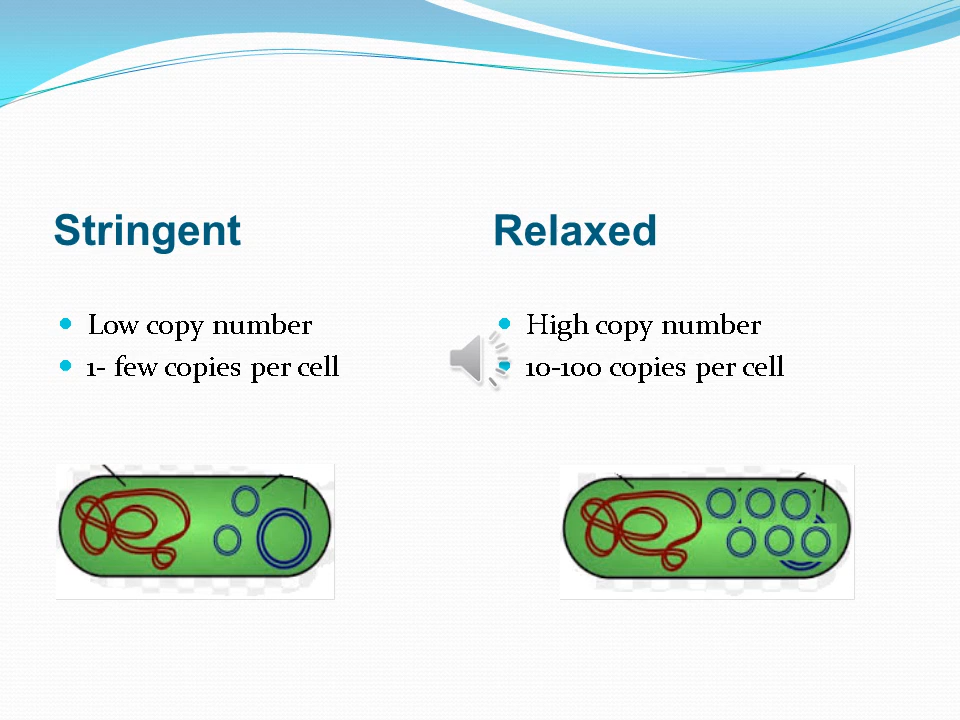 Stringent
Low copy number
1- few copies per cell
Relaxed
High copy number
10-100 copies per cell